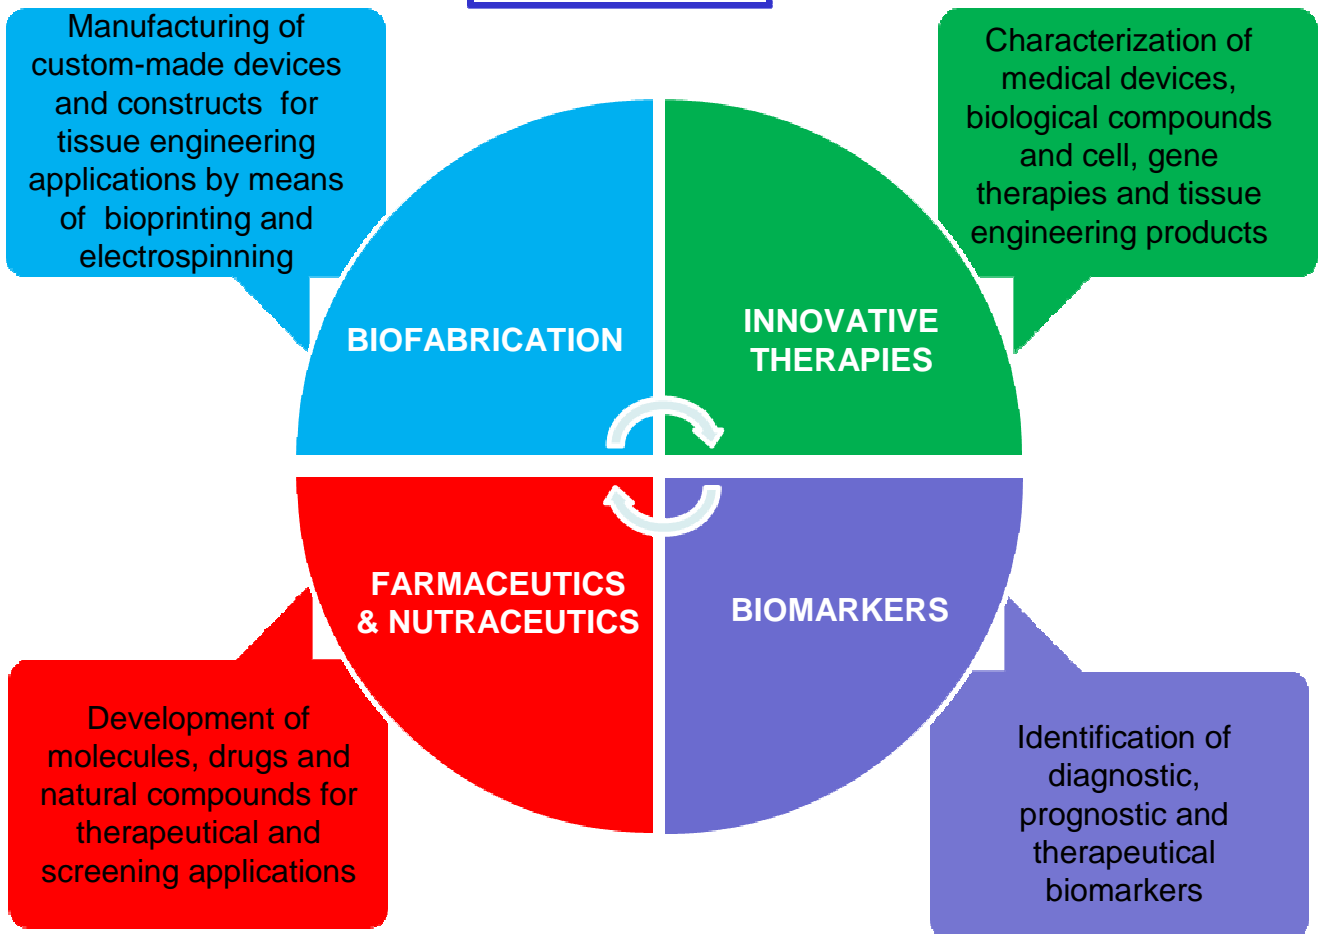 Manufacturing of
custom-made devices
and constructs for
tissue engineering
applications by means
of bioprinting and
electrospinning
Characterization of
medical devices,
biological compounds
and cell, gene
therapies and tissue
engineering products
BIOFABRICATION
INNOVATIVE
THERAPIES
FARMACEUTICS
& NUTRACEUTICS
BIOMARKERS
Development of
molecules, drugs and
natural compounds for
therapeutical and
screening applications
Identification of
diagnostic,
prognostic and
therapeutical
biomarkers